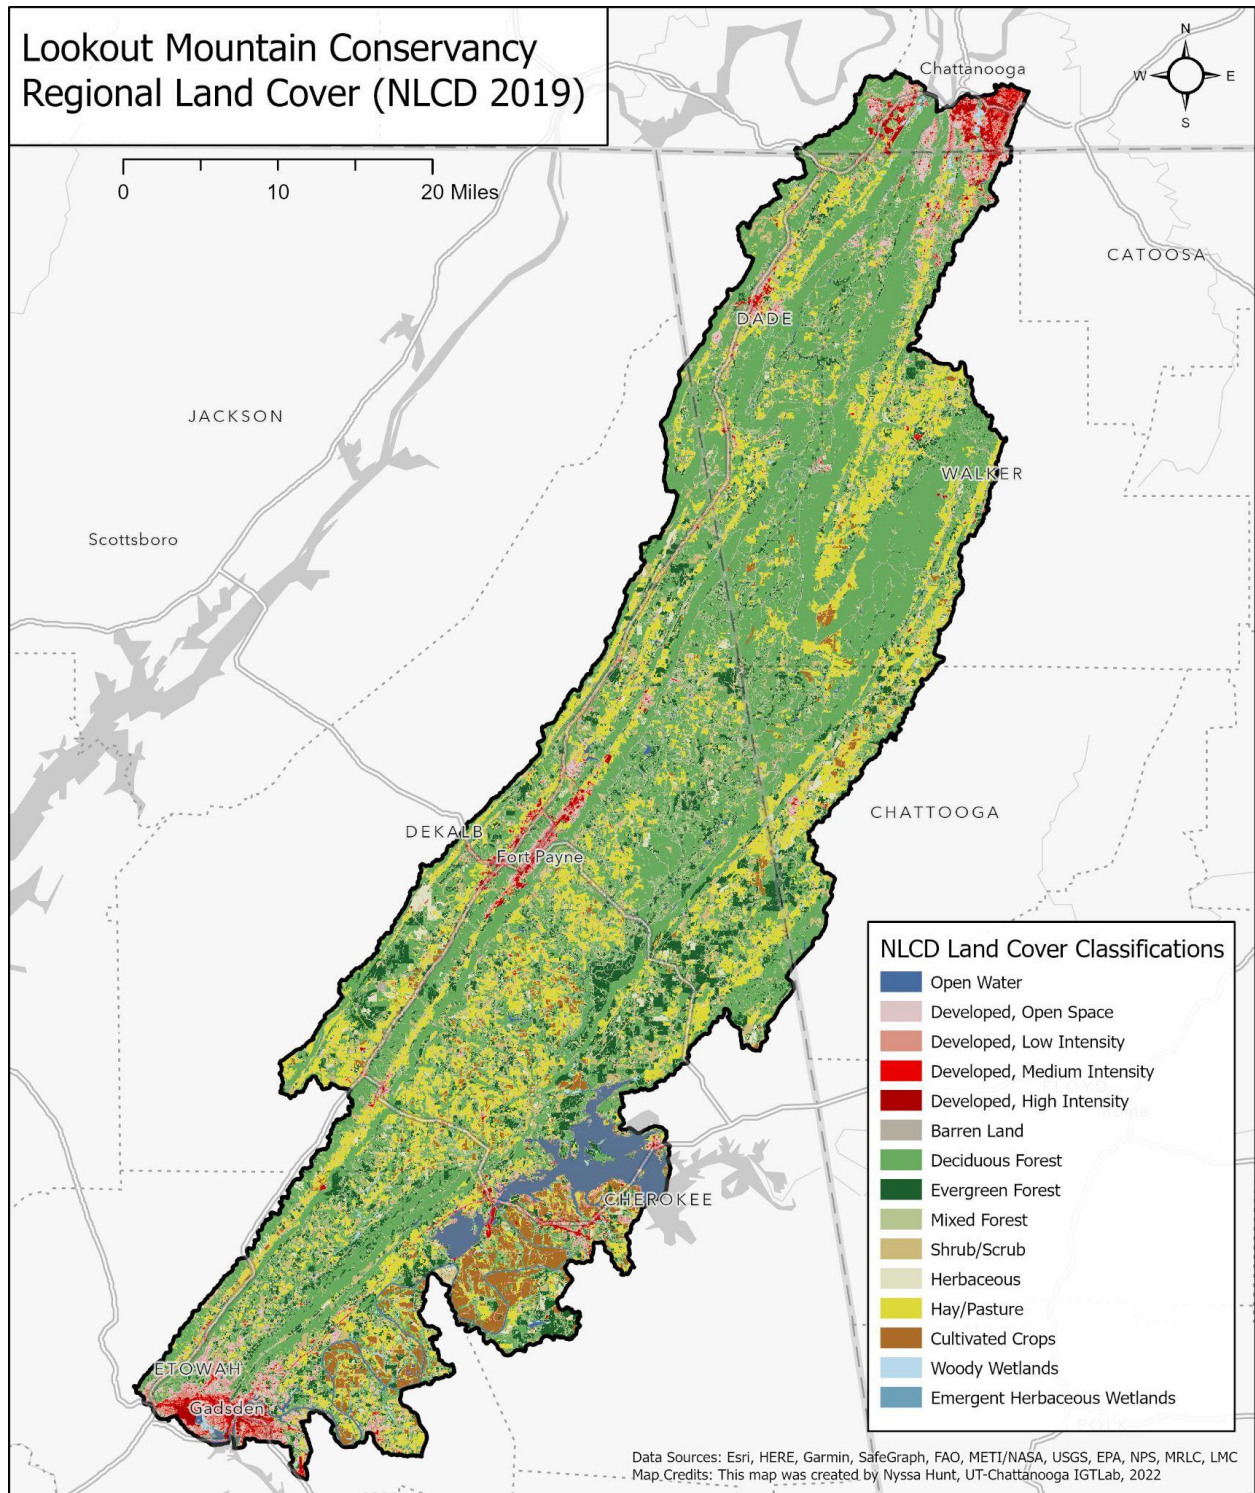 Lookout Mountain Conservancy
Regional Land Cover (NLCD 2019)
0 10 20 Miles
N
W E
S
Chattanooga
CATOOSA
DADE
JACKSON
WALKER
Scottsboro
CHATTOOGA
DEKALB
Fort Payne
CHEROKEE
ETOWAH
Gadsden
NLCD Land Cover Classifications
Open Water
Developed, Open Space
Developed, Low Intensity
Developed, Medium Intensity
Developed, High Intensity
Barren Land
Deciduous Forest
Evergreen Forest
Mixed Forest
Shrub/Scrub
Herbaceous
Hay/Pasture
Cultivated Crops
Woody Wetlands
Emergent Herbaceous Wetlands
FLOYD
Rome
POLK
Data Sources: Esri, HERE, Garmin, SafeGraph, FAO, METI/NASA, USGS, EPA, NPS, MRLC, LMC
Map Credits: This map was created by Nyssa Hunt, UT-Chattanooga IGTLab, 2022